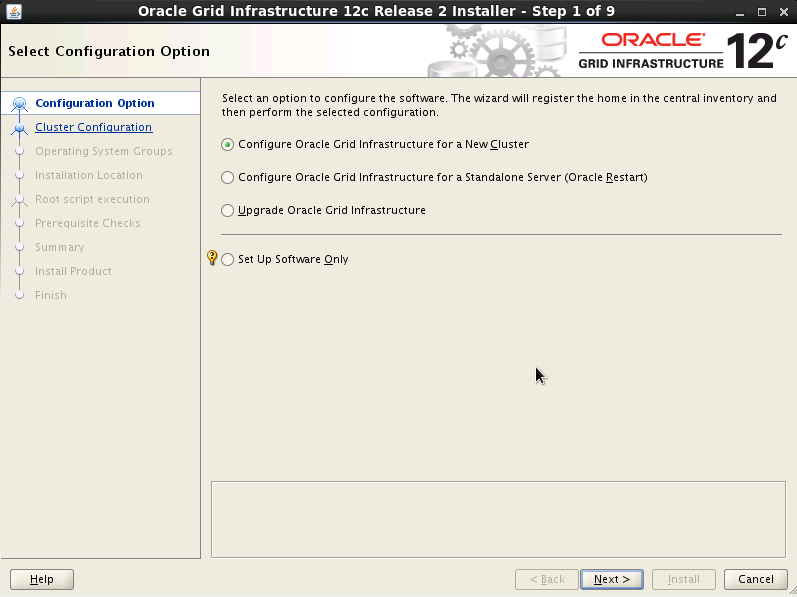 Oracle Grid Infrastructure 12c Release 2 Installer - Step 1 of 9
Select Configuration Option
ORACLE®
GRID INFRASTRUCTURE
12c
Configuration Option
Cluster Configuration
Operating System Groups
Installation Location
Root script execution
Prerequisite Checks
Summary
Install Product
Finish
Select an option to configure the software. The wizard will register the home in the central inventory and
then perform the selected configuration.
Configure Oracle Grid Infrastructure for a New Cluster
Configure Oracle Grid Infrastructure for a Standalone Server (Oracle Restart)
Upgrade Oracle Grid Infrastructure
Set Up Software Only
Help
< Back
Next >
Install
Cancel